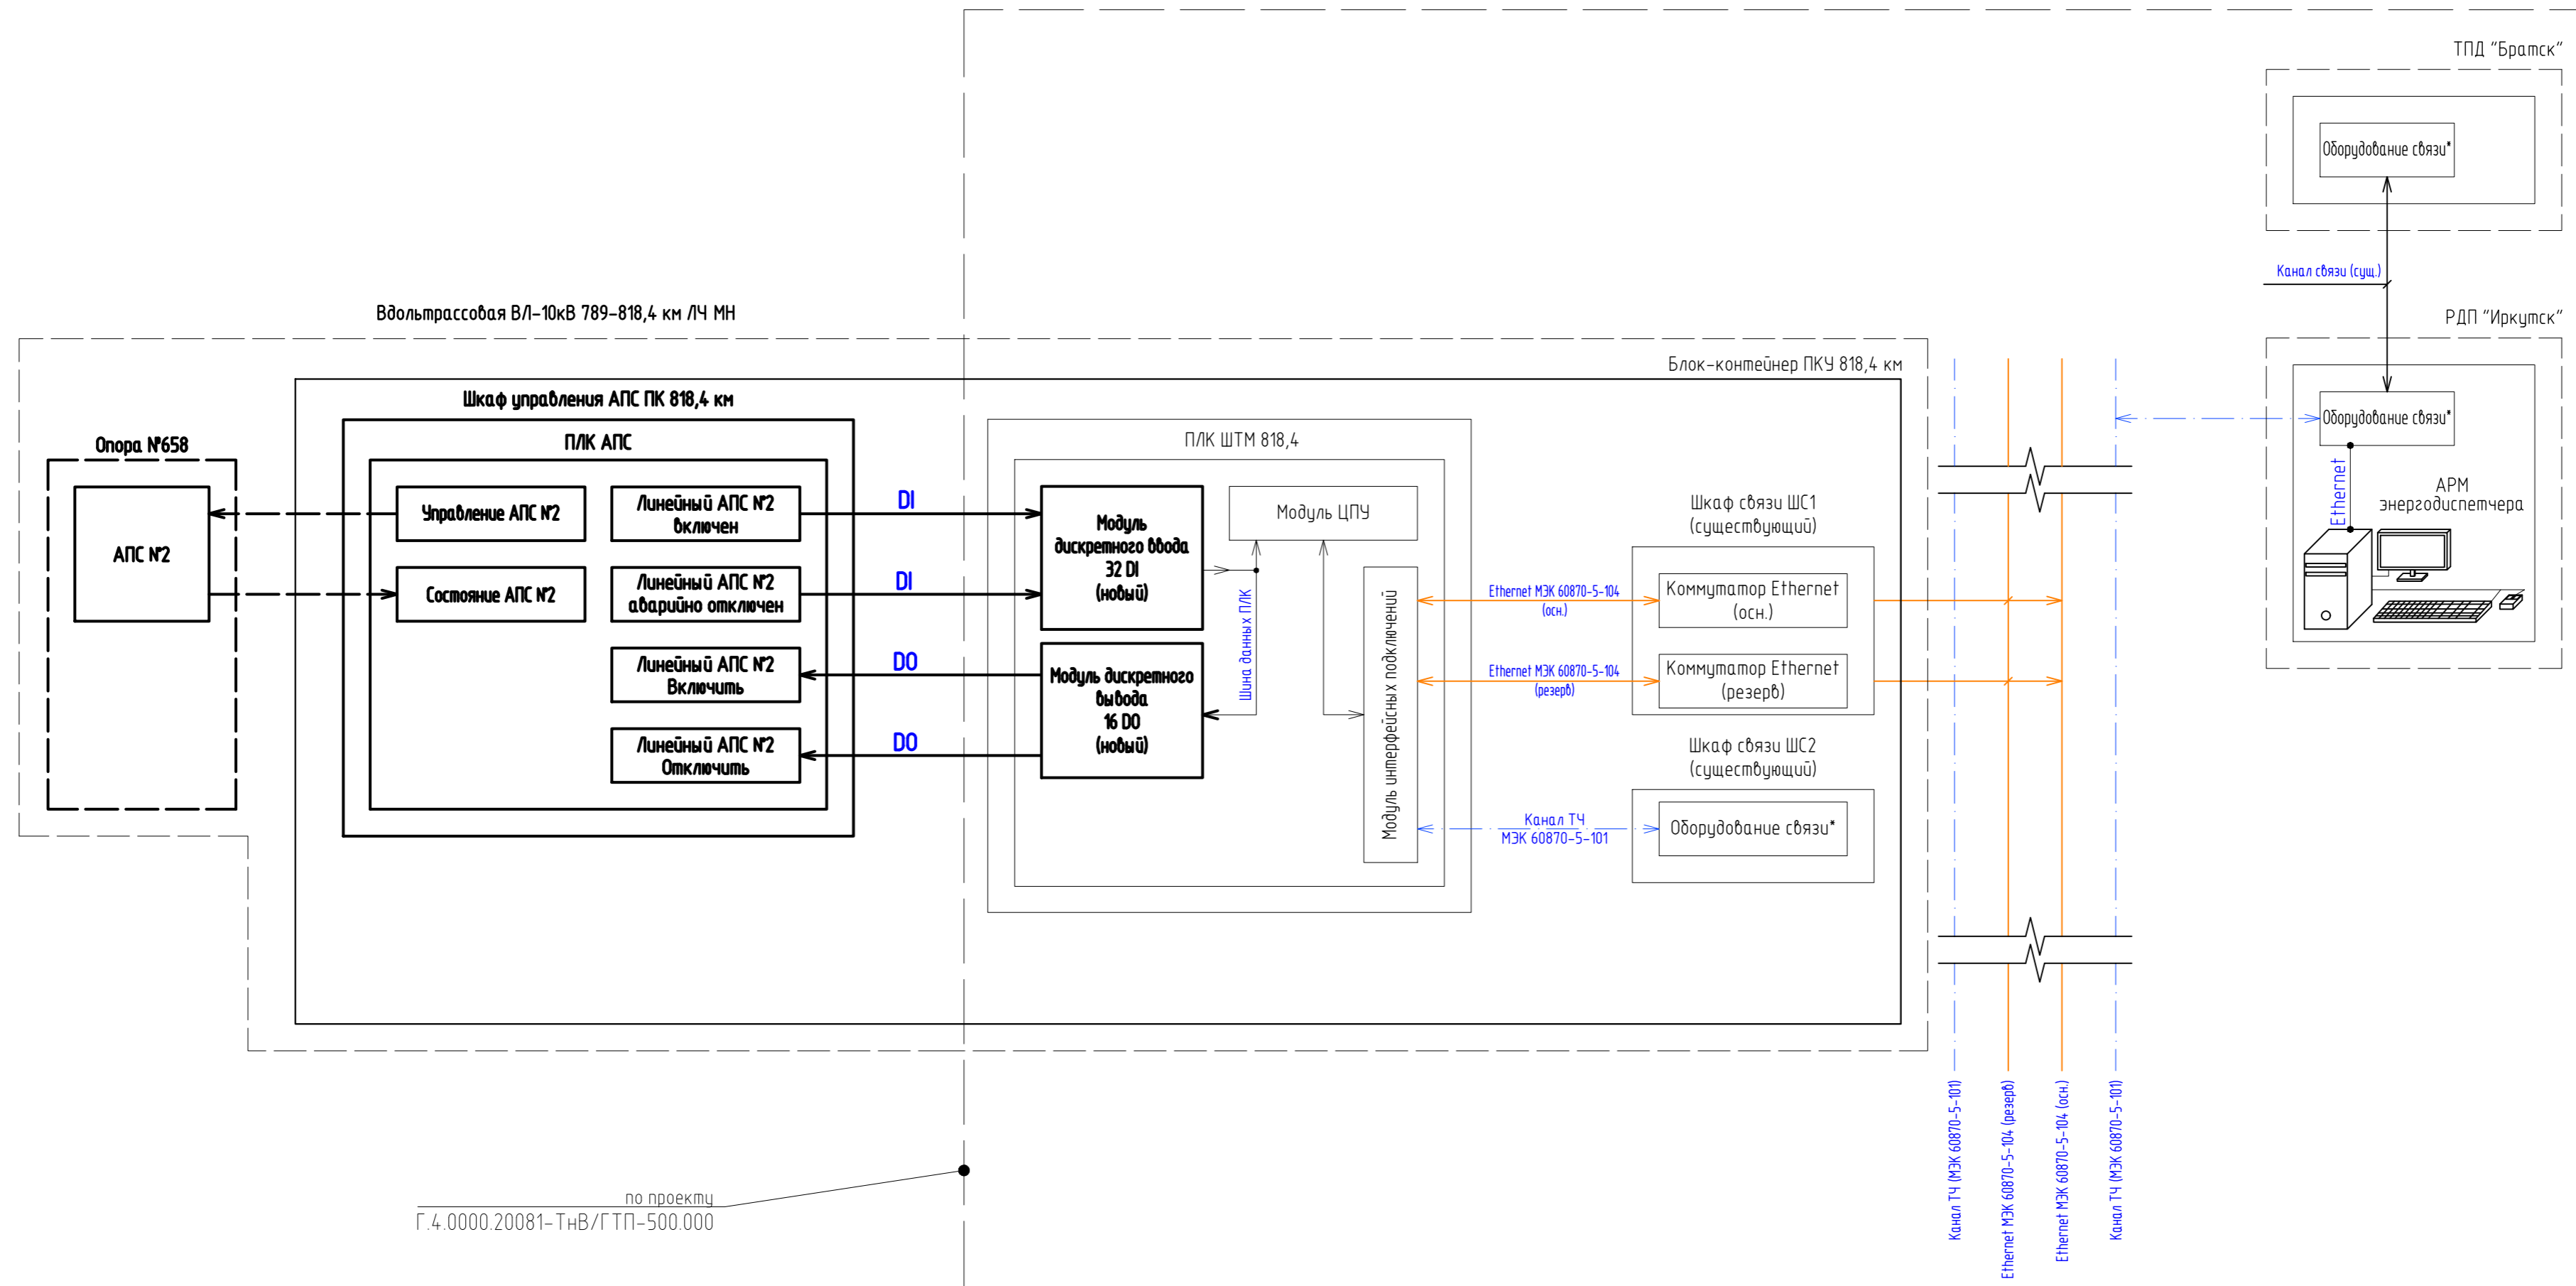 ТПД "Братск"
Оборудование связи*
Канал связи (сущ.)
РДП "Иркутск"
Оборудование связи*
Ethernet
АРМ
энергодиспетчера
Вдольтрассовая ВЛ-10кВ 789-818,4 км ЛЧ МН
Блок-контейнер ПКУ 818,4 км
Шкаф управления АПС ПК 818,4 км
Опора №658
АПС №2
ПЛК АПС
Управление АПС №2
Состояние АПС №2
Линейный АПС №2
включен
Линейный АПС №2
аварийно отключен
Линейный АПС №2
Включить
Линейный АПС №2
Отключить
DI
DI
DO
DO
ПЛК ШТМ 818,4
Модуль
дискретного ввода
32 DI
(новый)
Модуль дискретного
вывода
16 DO
(новый)
Модуль ЦПУ
Шина данных ПЛК
Модуль интерфейсных подключений
Ethernet МЭК 60870-5-104
(осн.)
Ethernet МЭК 60870-5-104
(резерв)
Канал ТЧ
МЭК 60870-5-101
Шкаф связи ШС1
(существующий)
Коммутатор Ethernet
(осн.)
Коммутатор Ethernet
(резерв)
Шкаф связи ШС2
(существующий)
Оборудование связи*
Канал ТЧ (МЭК 60870-5-101)
Ethernet МЭК 60870-5-104 (резерв)
Ethernet МЭК 60870-5-104 (осн.)
Канал ТЧ (МЭК 60870-5-101)
по проекту
Г.4.0000.20081-ТнВ/ГТП-500.000